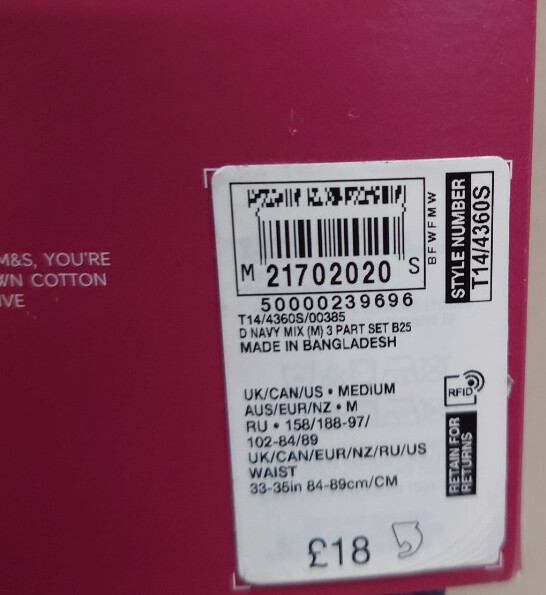 M&S, YOU'RE
WN COTTON
IVE
M 21702020 S
50000239696
BFWFMW
STYLE NUMBER
T14/4360S
T14/4360S/00385
D NAVY MIX (M) 3 PART SET B25
MADE IN BANGLADESH
UK/CAN/US • MEDIUM
AUS/EUR/NZ • M
RU • 158/188-97/
102-84/89
UK/CAN/EUR/NZ/RU/US
WAIST
33-35in 84-89cm/CM
RFID
RETAIN FOR
RETURNS
£18